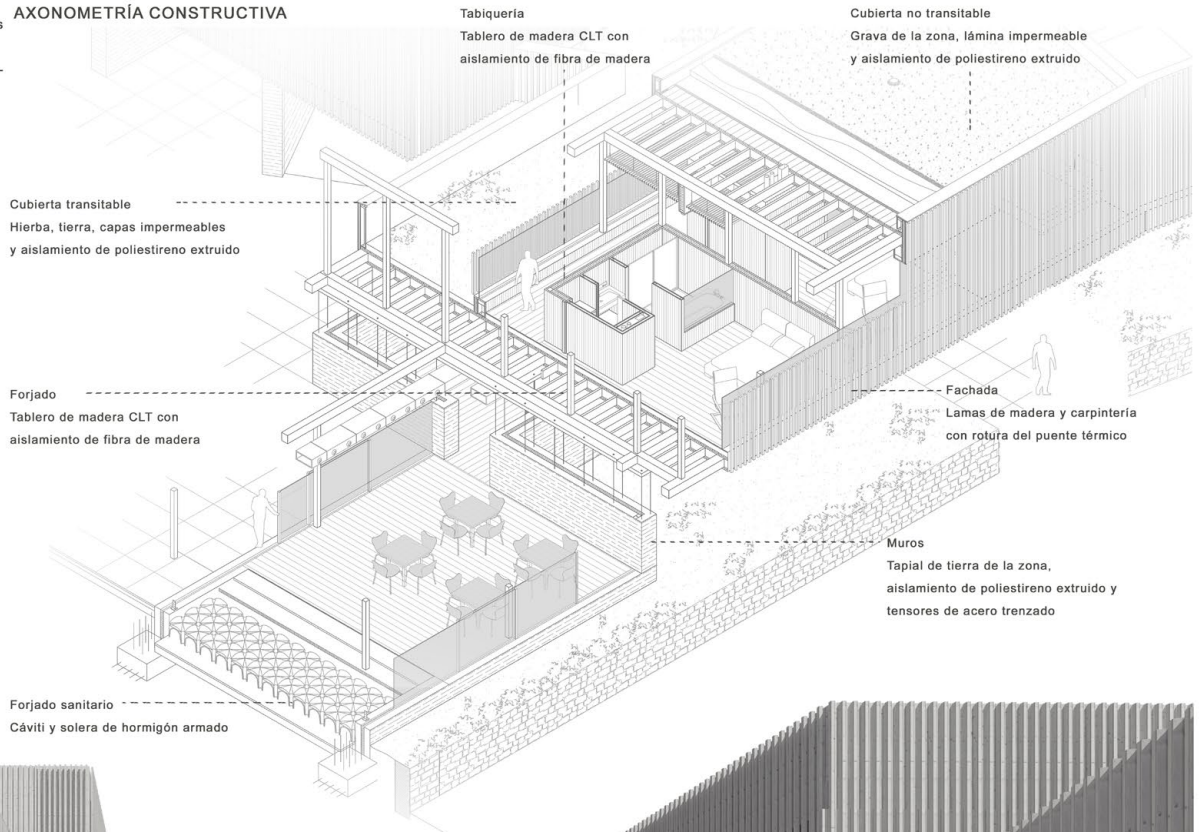 AXONOMETRÍA CONSTRUCTIVA
Tabiquería
Tablero de madera CLT con
aislamiento de fibra de madera
Cubierta no transitable
Grava de la zona, lámina impermeable
y aislamiento de poliestireno extruido
Cubierta transitable
Hierba, tierra, capas impermeables
y aislamiento de poliestireno extruido
Forjado
Tablero de madera CLT con
aislamiento de fibra de madera
Fachada
Lamas de madera y carpintería
con rotura del puente térmico
Muros
Tapial de tierra de la zona,
aislamiento de poliestireno extruido y
tensores de acero trenzado
Forjado sanitario
Cáviti y solera de hormigón armado